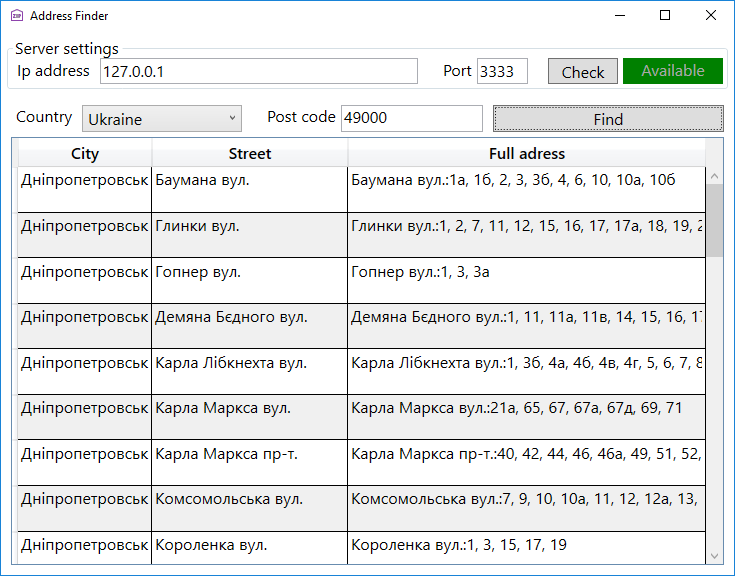 ZIP Address Finder
Server settings
Ip address 127.0.0.1 Port 3333 Check Available
Country Ukraine Post code 49000 Find
City Street Full adress
Дніпропетровськ Баумана вул. Баумана вул.:1а, 1б, 2, 3, 3б, 4, 6, 10, 10а, 10б
Дніпропетровськ Глинки вул. Глинки вул.:1, 2, 7, 11, 12, 15, 16, 17, 17а, 18, 19, 2
Дніпропетровськ Гопнер вул. Гопнер вул.:1, 3, 3а
Дніпропетровськ Демяна Бєдного вул. Демяна Бєдного вул.:1, 11, 11а, 11в, 14, 15, 16, 17
Дніпропетровськ Карла Лібкнехта вул. Карла Лібкнехта вул.:1, 3б, 4а, 4б, 4в, 4г, 5, 6, 7, 8
Дніпропетровськ Карла Маркса вул. Карла Маркса вул.:21а, 65, 67, 67а, 67д, 69, 71
Дніпропетровськ Карла Маркса пр-т. Карла Маркса пр-т.:40, 42, 44, 46, 46а, 49, 51, 52,
Дніпропетровськ Комсомольська вул. Комсомольська вул.:7, 9, 10, 10а, 11, 12, 12а, 13,
Дніпропетровськ Короленка вул. Короленка вул.:1, 3, 15, 17, 19